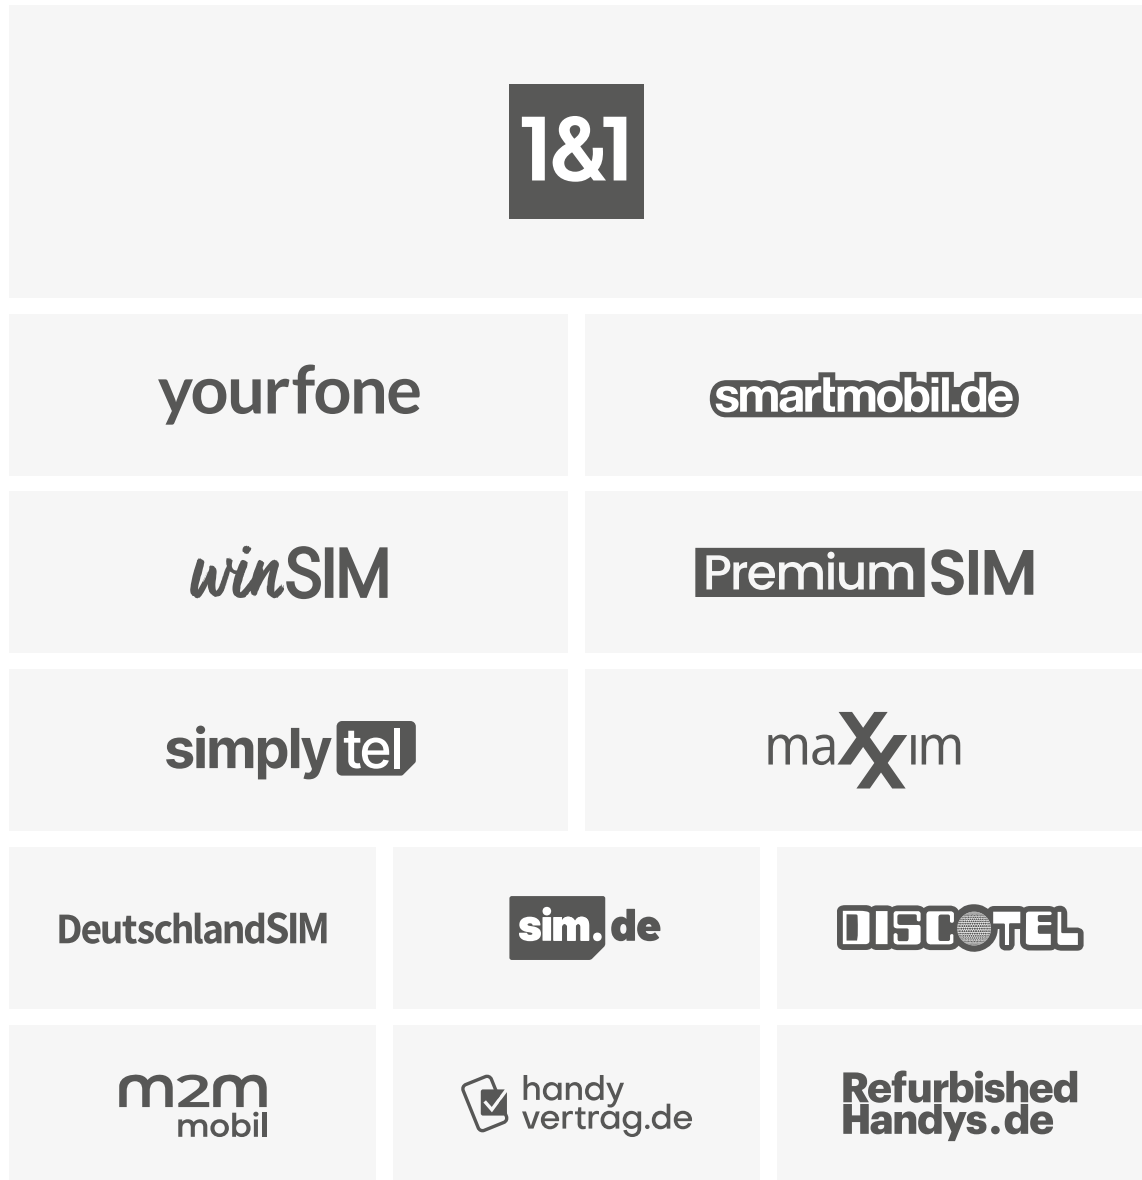 1&1
yourfone
smartmobil.de
winSIM
Premium SIM
simply tel
maXXim
DeutschlandSIM
sim.de
DISCOTEL
m2m
mobil
handy
vertrag.de
Refurbished
Handys.de